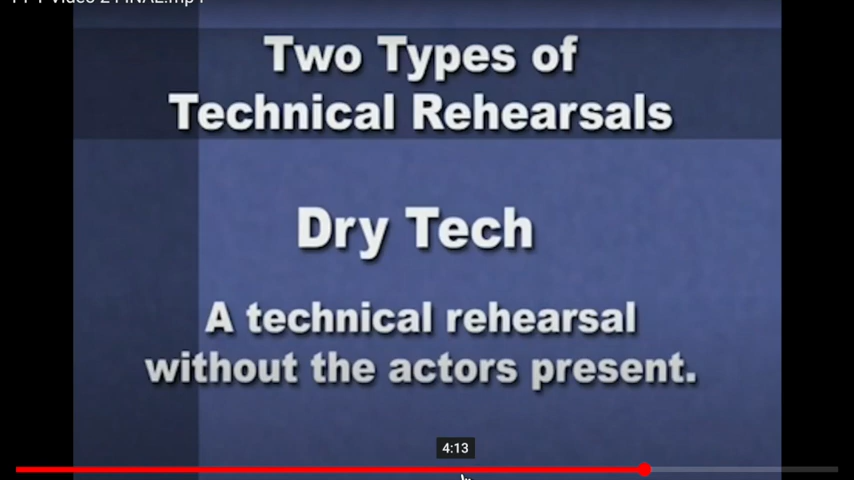 Two Types of
Technical Rehearsals
Dry Tech
A technical rehearsal
without the actors present.
4:13